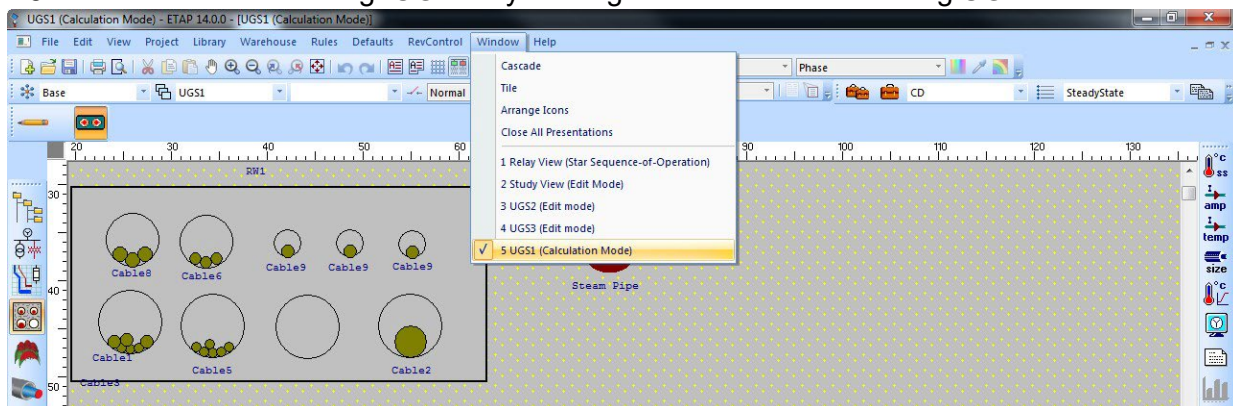 UGS1 (Calculation Mode) - ETAP 14.0.0 - [UGS1 (Calculation Mode)]
File Edit View Project Library Warehouse Rules Defaults RevControl Window Help
Phase
Base UGS1 Normal CD SteadyState
Cascade
Tile
Arrange Icons
Close All Presentations
1 Relay View (Star Sequence-of-Operation)
2 Study View (Edit Mode)
3 UGS2 (Edit mode)
4 UGS3 (Edit mode)
5 UGS1 (Calculation Mode)
20 30 40 50 60 90 100 110 120 130
RW1
30
40
50
Cable8 Cable6 Cable9 Cable9 Cable9
Steam Pipe
Cable1
Cable3 Cable5 Cable2
°C
ss
I
amp
I
temp
size
°C